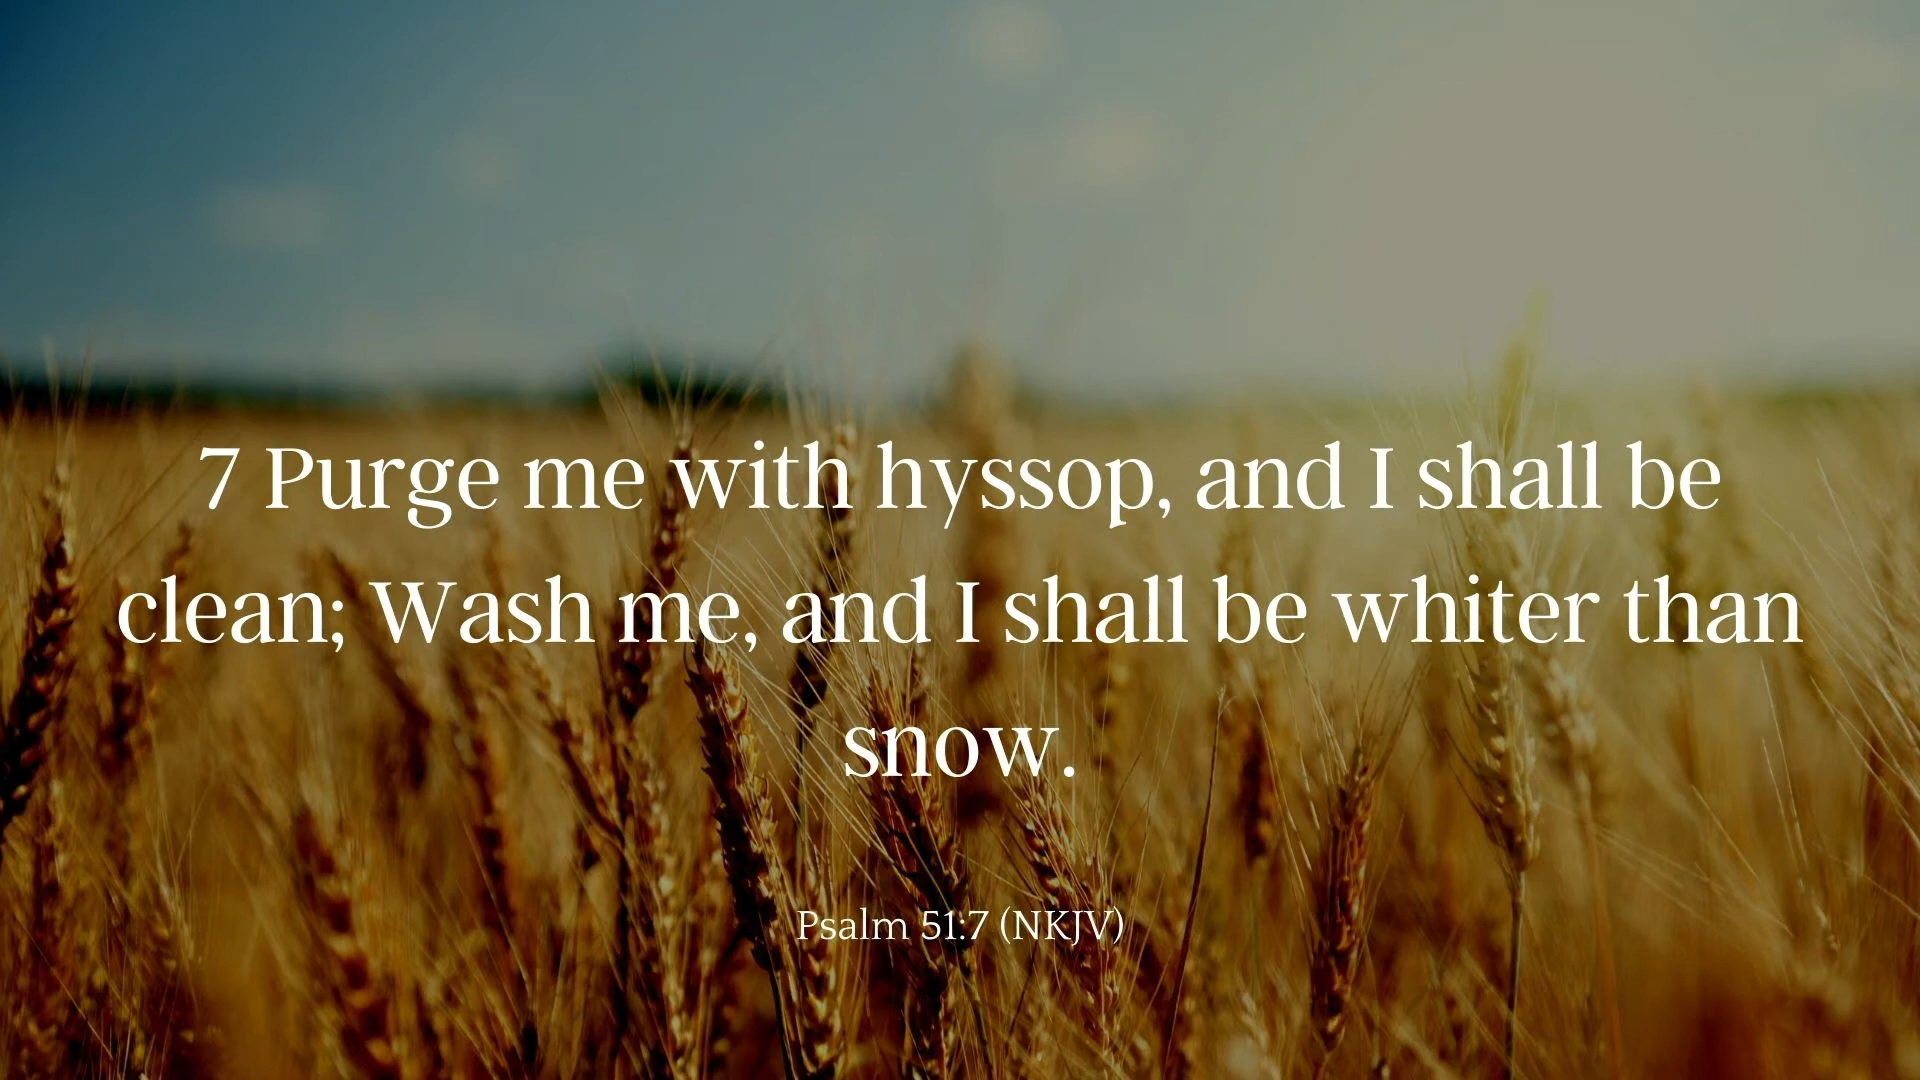 7 Purge me with hyssop, and I shall be
clean; Wash me, and I shall be whiter than
snow.
Psalm 51:7 (NKJV)